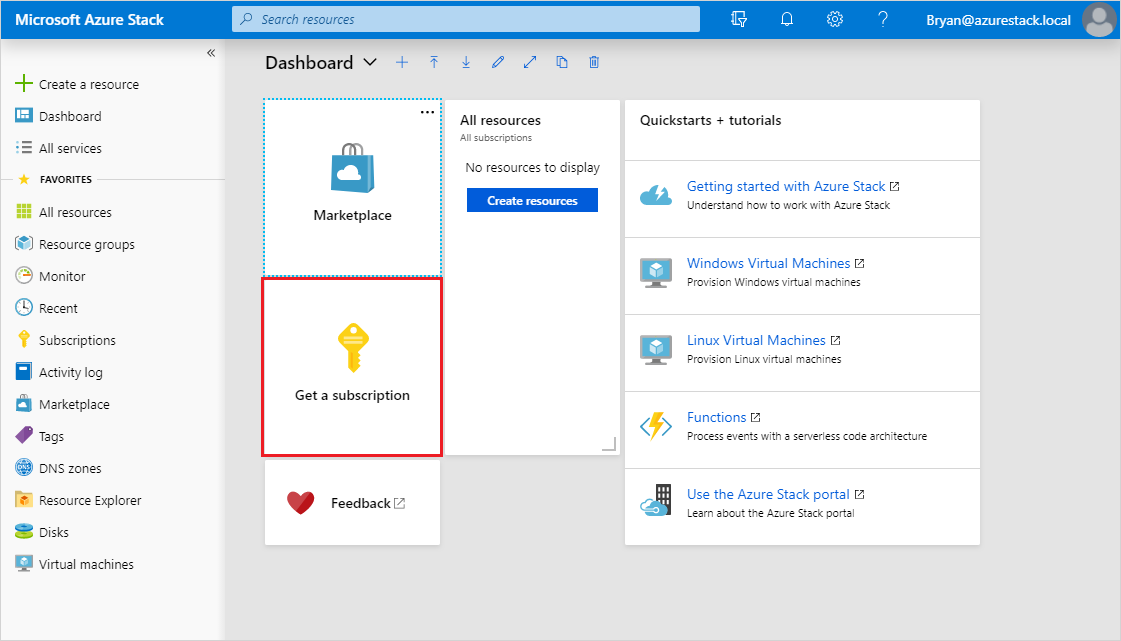 Microsoft Azure Stack
Search resources
Bryan@azurestack.local
Create a resource
Dashboard
All services
FAVORITES
All resources
Resource groups
Monitor
Recent
Subscriptions
Activity log
Marketplace
Tags
DNS zones
Resource Explorer
Disks
Virtual machines
Dashboard
Marketplace
Get a subscription
Feedback
All resources
All subscriptions
No resources to display
Create resources
Quickstarts + tutorials
Getting started with Azure Stack
Understand how to work with Azure Stack
Windows Virtual Machines
Provision Windows virtual machines
Linux Virtual Machines
Provision Linux virtual machines
Functions
Process events with a serverless code architecture
Use the Azure Stack portal
Learn about the Azure Stack portal